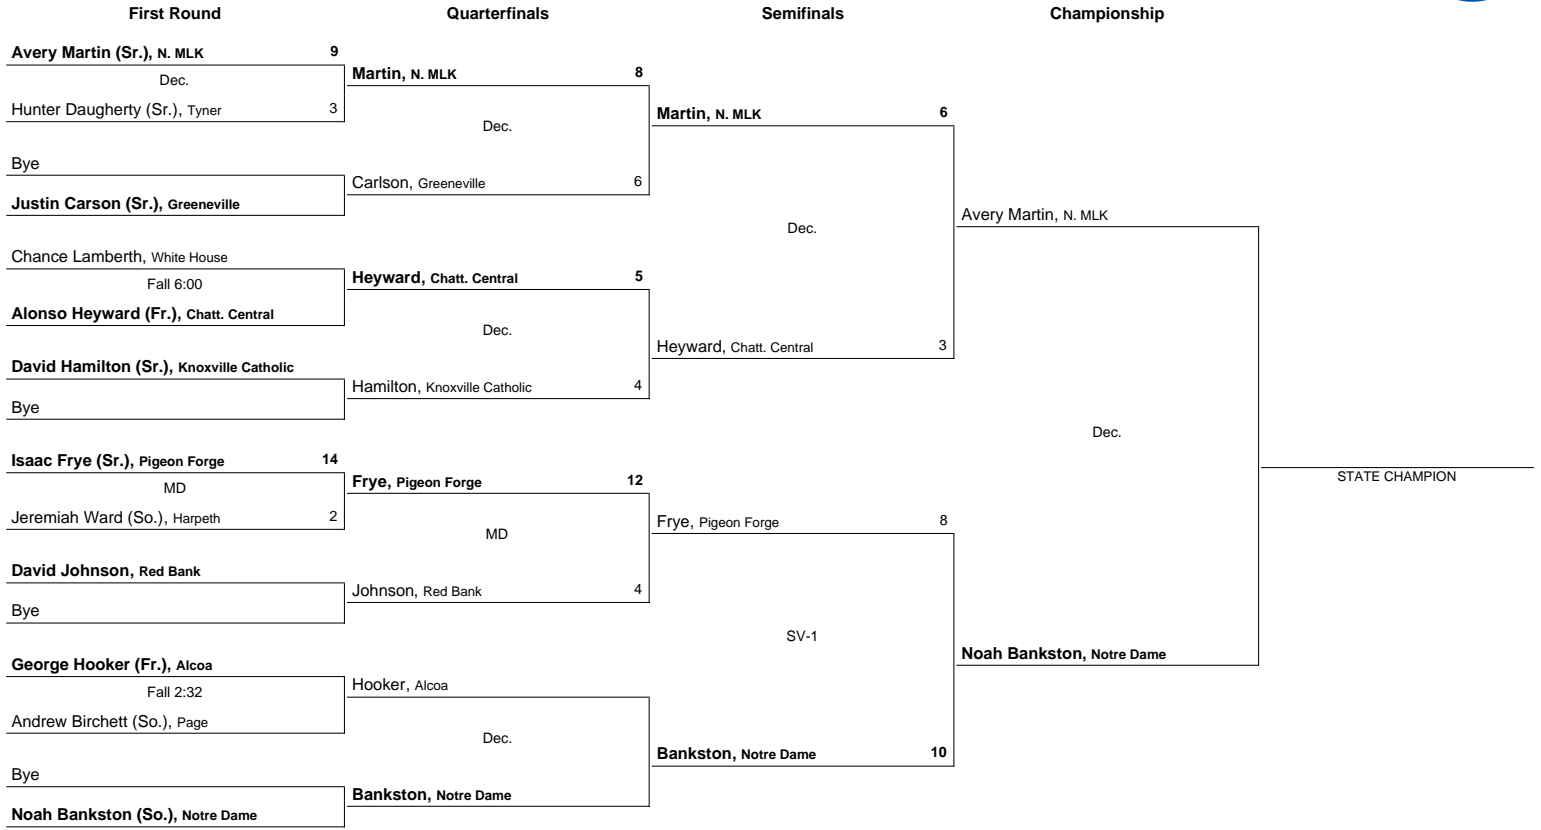 First Round Quarterfinals Semifinals Championship
Avery Martin (Sr.), N. MLK 9
Dec.
Hunter Daugherty (Sr.), Tyner 3
Bye
Justin Carson (Sr.), Greeneville
Chance Lamberth, White House
Fall 6:00
Alonso Heyward (Fr.), Chatt. Central
David Hamilton (Sr.), Knoxville Catholic
Bye
Isaac Frye (Sr.), Pigeon Forge 14
MD
Jeremiah Ward (So.), Harpeth 2
David Johnson, Red Bank
Bye
George Hooker (Fr.), Alcoa
Fall 2:32
Andrew Birchett (So.), Page
Bye
Noah Bankston (So.), Notre Dame
Martin, N. MLK 8
Dec.
Carlson, Greeneville 6
Heyward, Chatt. Central 5
Dec.
Hamilton, Knoxville Catholic 4
Frye, Pigeon Forge 12
MD
Johnson, Red Bank 4
Hooker, Alcoa
Dec.
Bankston, Notre Dame
Martin, N. MLK 6
Dec.
Heyward, Chatt. Central 3
Frye, Pigeon Forge 8
SV-1
Bankston, Notre Dame 10
Avery Martin, N. MLK
Dec.
Noah Bankston, Notre Dame
STATE CHAMPION